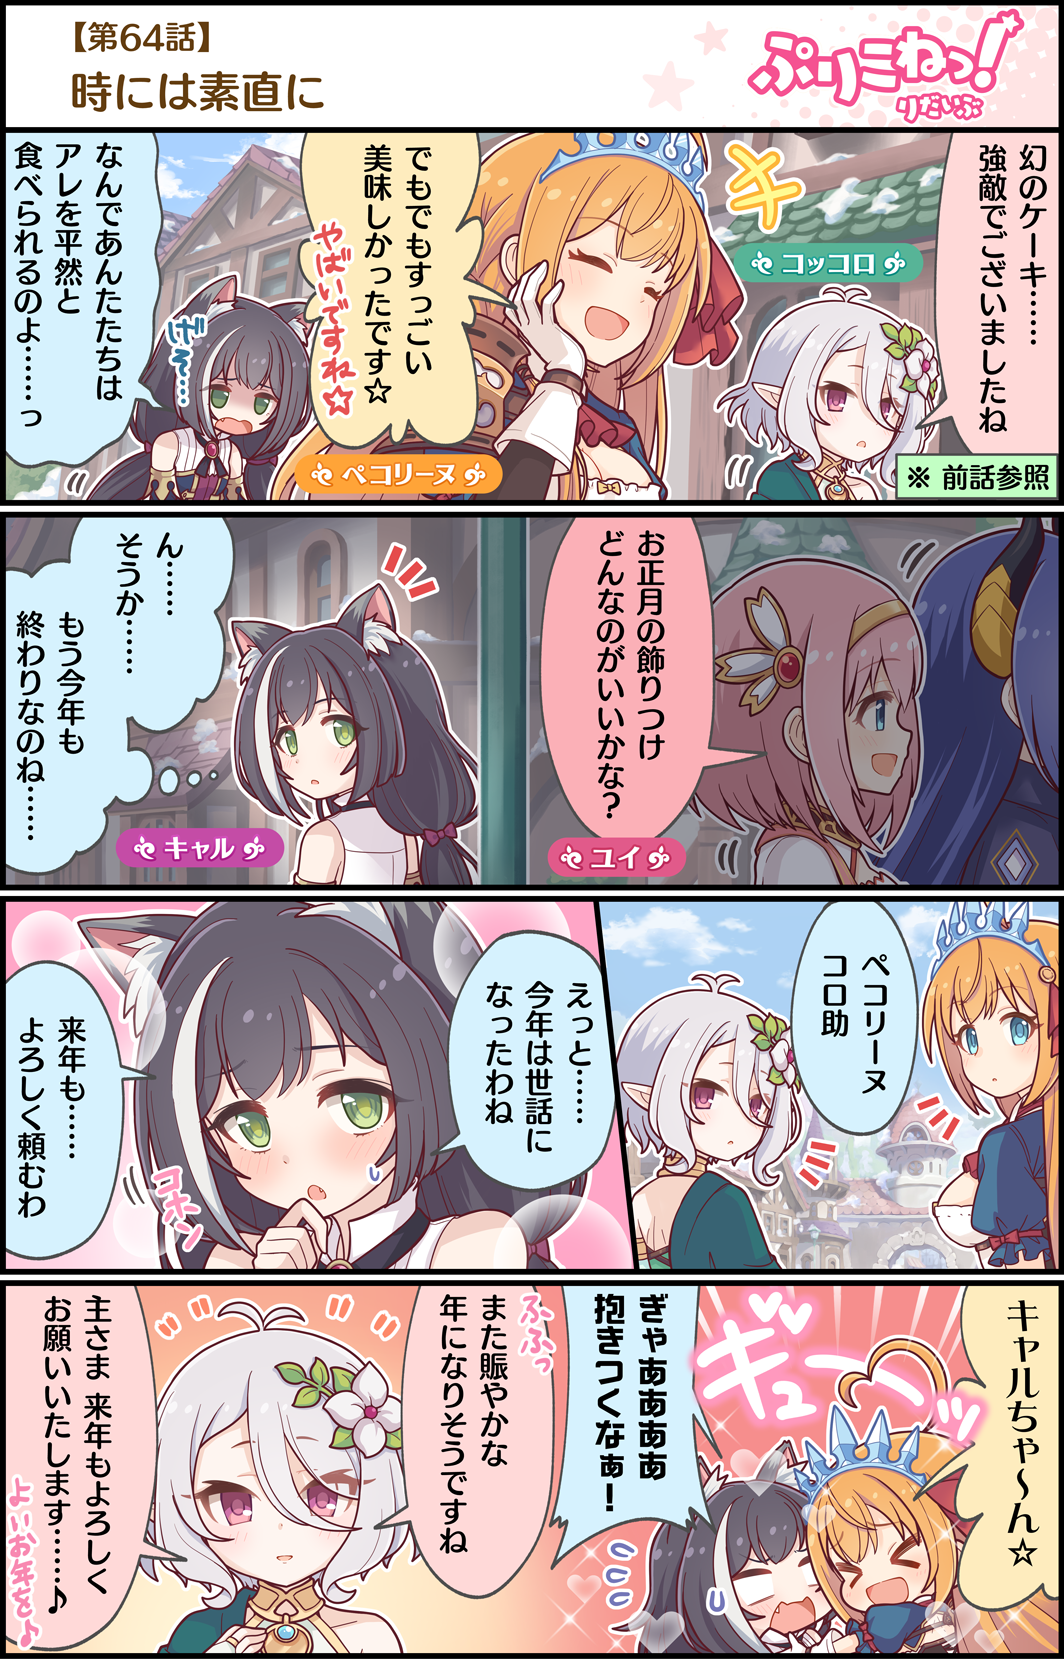 【第64話】
時には素直に
ぷりこねっ!
りだいぶ
幻のケーキ……
強敵でございましたね
コッコロ
※ 前話参照
でもでもすっごい
美味しかったです☆
やばいですね☆
ペコリーヌ
なんであんたたちは
アレを平然と
食べられるのよ……っ
げそ…
お正月の飾りつけ
どんなのがいいかな?
ユイ
ん……
そうか……
もう今年も
終わりなのね……
キャル
ペコリーヌ
コロ助
えっと……
今年は世話に
なったわね
コホン
来年も……
よろしく頼むわ
キャルちゃ〜ん☆
ギューッ
ぎゃああああ
抱きつくなぁ!
ふふっ
また賑やかな
年になりそうですね
主さま 来年もよろしく
お願いいたします……♪
よいお年を♪